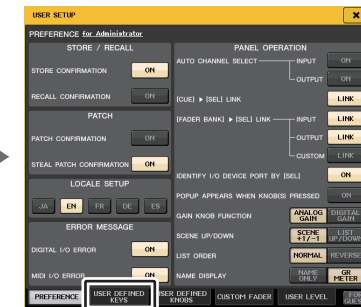 USER SETUP
PREFERENCE for Administrator
STORE / RECALL
STORE CONFIRMATION ON
RECALL CONFIRMATION ON
PATCH
PATCH CONFIRMATION ON
STEAL PATCH CONFIRMATION ON
LOCALE SETUP
JA EN FR DE ES
ERROR MESSAGE
DIGITAL I/O ERROR ON
MIDI I/O ERROR ON
PANEL OPERATION
AUTO CHANNEL SELECT INPUT ON
OUTPUT ON
[CUE] ▶ [SEL] LINK LINK
[FADER BANK] ▶ [SEL] LINK INPUT LINK
OUTPUT LINK
CUSTOM LINK
IDENTIFY I/O DEVICE PORT BY [SEL] ON
POPUP APPEARS WHEN KNOB(S) PRESSED ON
GAIN KNOB FUNCTION ANALOG GAIN DIGITAL GAIN
SCENE UP/DOWN SCENE +1/-1 LIST UP/DOWN
LIST ORDER NORMAL REVERSE
NAME DISPLAY NAME ONLY GR METER
PREFERENCE USER DEFINED KEYS USER DEFINED KNOBS CUSTOM FADER USER LEVEL